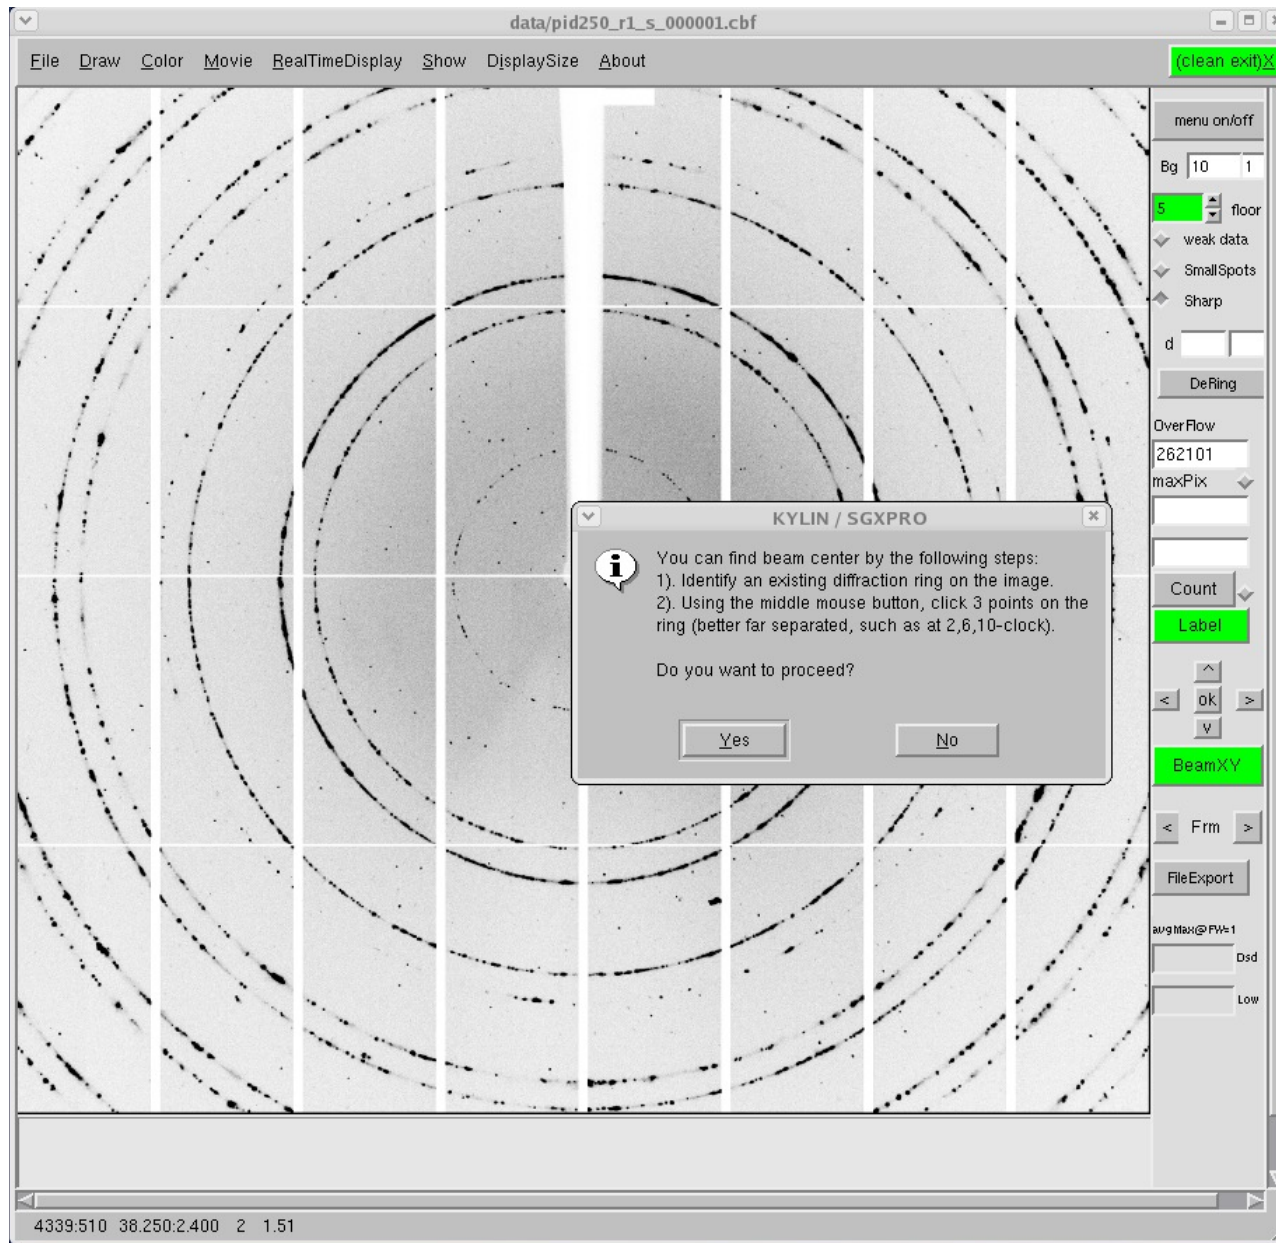 data/pid250_r1_s_000001.cbf
File Draw Color Movie RealTimeDisplay Show DisplaySize About (clean exit)X
menu on/off
Bg 10 1
5 floor
weak data
SmallSpots
Sharp
d
DeRing
OverFlow
262101
maxPix
Count
Label
^
< ok >
v
BeamXY
< Frm >
FileExport
avgMax@FW=1
Dsd
Low
KYLIN / SGXPRO
You can find beam center by the following steps:
1). Identify an existing diffraction ring on the image.
2). Using the middle mouse button, click 3 points on the
ring (better far separated, such as at 2,6,10-clock).
Do you want to proceed?
Yes No
4339:510 38.250:2.400 2 1.51